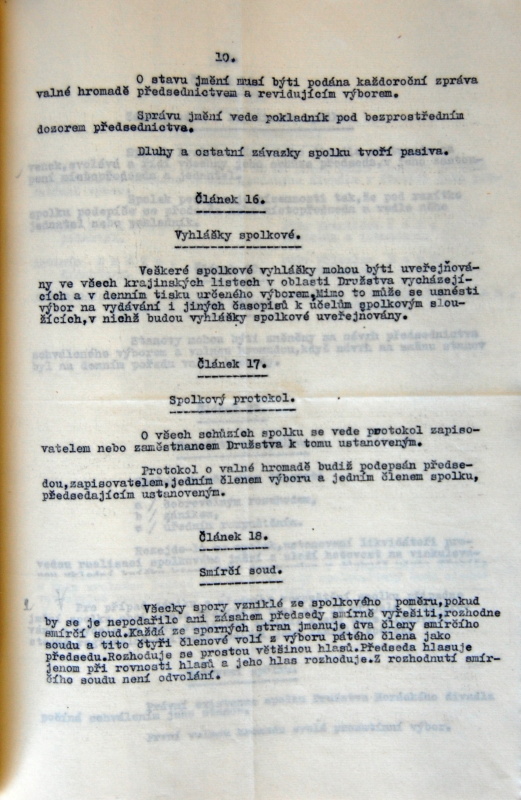 10.
O stavu jmění musí býti podána každoroční zpráva
valné hromadě předsednictvem a revidujícím výborem.
Správu jmění vede pokladník pod bezprostředním
dozorem předsednictva.
Dluhy a ostatní závazky spolku tvoří pasiva.
Článek 16.
Vyhlášky spolkové.
Veškeré spolkové vyhlášky mohou býti uveřejňová-
ny ve všech krajinských listech v oblasti Družstva vycházejí-
cích a v denním tisku určeného výborem,Mimo to může se usnésti
výbor na vydávání i jiných časopisů k účelům spolkovým slou-
žících,v nichž budou vyhlášky spolkové uveřejnovány.
Článek 17.
Spolkový protokol.
O všech schůzích spolku se vede protokol zapiso-
vatelem nebo zaměstnancem Družstva k tomu ustanoveným.
Protokol o valné hromadě budiž podepsán předse-
dou,zapisovatelem,jedním členem výboru a jedním členem spolku,
předsedajícím ustanoveným.
Článek 18.
Smírčí soud.
Všecky spory vzniklé ze spolkového poměru,pokud
by se je nepodařilo ani zásahem předsedy smírně vyřešiti,rozhodne
smírčí soud.Každá ze sporných stran jmenuje dva členy smírčího
soudu a tito čtyři členové volí z výboru pátého člena jako
předsedu.Rozhoduje se prostou většinou hlasů.Předseda hlasuje
jenom při rovnosti hlasů a jeho hlas rozhoduje.Z rozhodnutí smír-
čího soudu není odvolání.